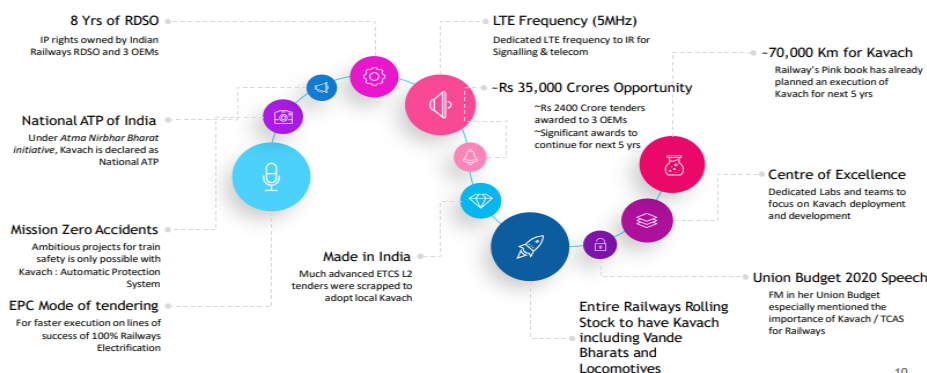 8 Yrs of RDSO
IP rights owned by Indian
Railways RDSO and 3 OEMs
National ATP of India
Under Atma Nirbhar Bharat
initiative, Kavach is declared as
National ATP
Mission Zero Accidents
Ambitious projects for train
safety is only possible with
Kavach : Automatic Protection
System
EPC Mode of tendering
For faster execution on lines of
success of 100% Railways
Electrification
LTE Frequency (5MHz)
Dedicated LTE frequency to IR for
Signalling & telecom
~Rs 35,000 Crores Opportunity
~Rs 2400 Crore tenders
awarded to 3 OEMs
~Significant awards to
continue for next 5 yrs
Made in India
Much advanced ETCS L2
tenders were scrapped to
adopt local Kavach
Entire Railways Rolling
Stock to have Kavach
including Vande
Bharats and
Locomotives
~70,000 Km for Kavach
Railway's Pink book has already
planned an execution of
Kavach for next 5 yrs
Centre of Excellence
Dedicated Labs and teams to
focus on Kavach deployment
and development
Union Budget 2020 Speech
FM in her Union Budget
especially mentioned the
importance of Kavach / TCAS
for Railways